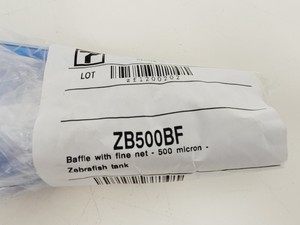 LOT
ZB500BF
Baffle with fine net - 500 micron -
Zebrafish tank